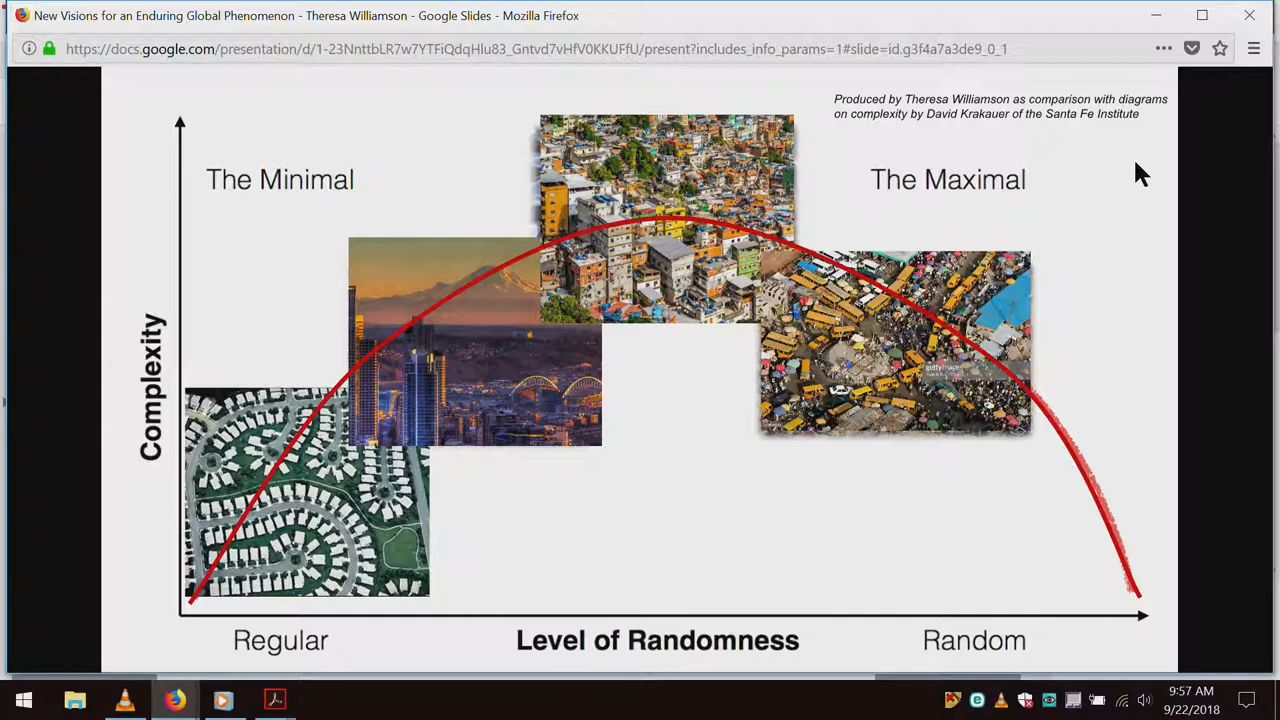 New Visions for an Enduring Global Phenomenon - Theresa Williamson - Google Slides - Mozilla Firefox
https://docs.google.com/presentation/d/1-23NnttbLR7w7YTFiQdqHlu83_Gntvd7vHfV0KKUFfU/present?includes_info_params=1#slide=id.g3f4a7a3de9_0_1
Produced by Theresa Williamson as comparison with diagrams
on complexity by David Krakauer of the Santa Fe Institute
The Minimal
The Maximal
Complexity
gettyimages
Regular
Level of Randomness
Random
9:57 AM
9/22/2018